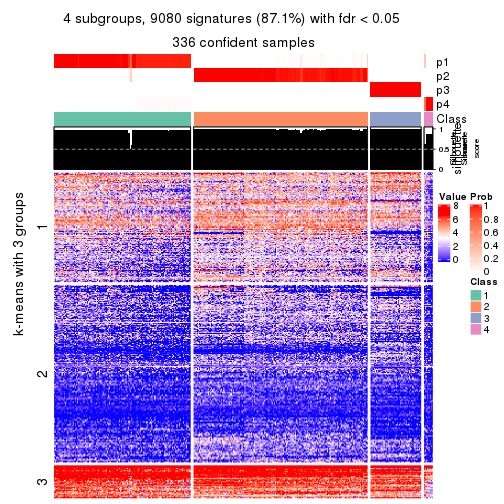 4 subgroups, 9080 signatures (87.1%) with fdr < 0.05
336 confident samples
p1
p2
p3
p4
Class
1
0.5
0
silhouette
score
k-means with 3 groups
1
2
3
Value
8
6
4
2
0
Prob
1
0.8
0.6
0.4
0.2
0
Class
1
2
3
4